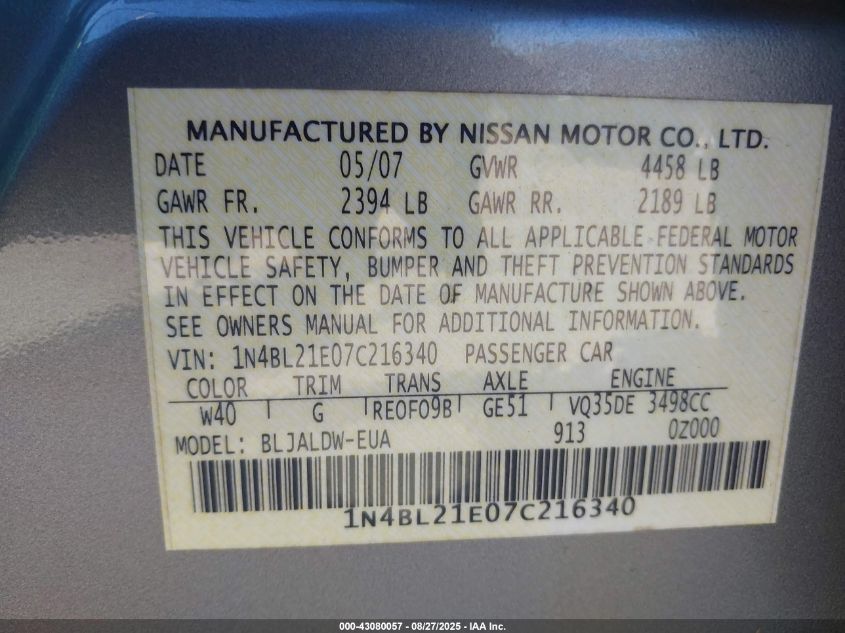 MANUFACTURED BY NISSAN MOTOR CO., LTD.
DATE 05/07 GVWR 4458 LB
GAWR FR. 2394 LB GAWR RR. 2189 LB
THIS VEHICLE CONFORMS TO ALL APPLICABLE FEDERAL MOTOR
VEHICLE SAFETY, BUMPER AND THEFT PREVENTION STANDARDS
IN EFFECT ON THE DATE OF MANUFACTURE SHOWN ABOVE.
SEE OWNERS MANUAL FOR ADDITIONAL INFORMATION.
VIN: 1N4BL21E07C216340 PASSENGER CAR
COLOR TRIM TRANS AXLE ENGINE
W40 G RE0F09B GE51 VQ35DE 3498CC
MODEL: BLJALDW-EUA 913 0Z000
1N4BL21E07C216340
000-43080057 - 08/27/2025 - IAA Inc.